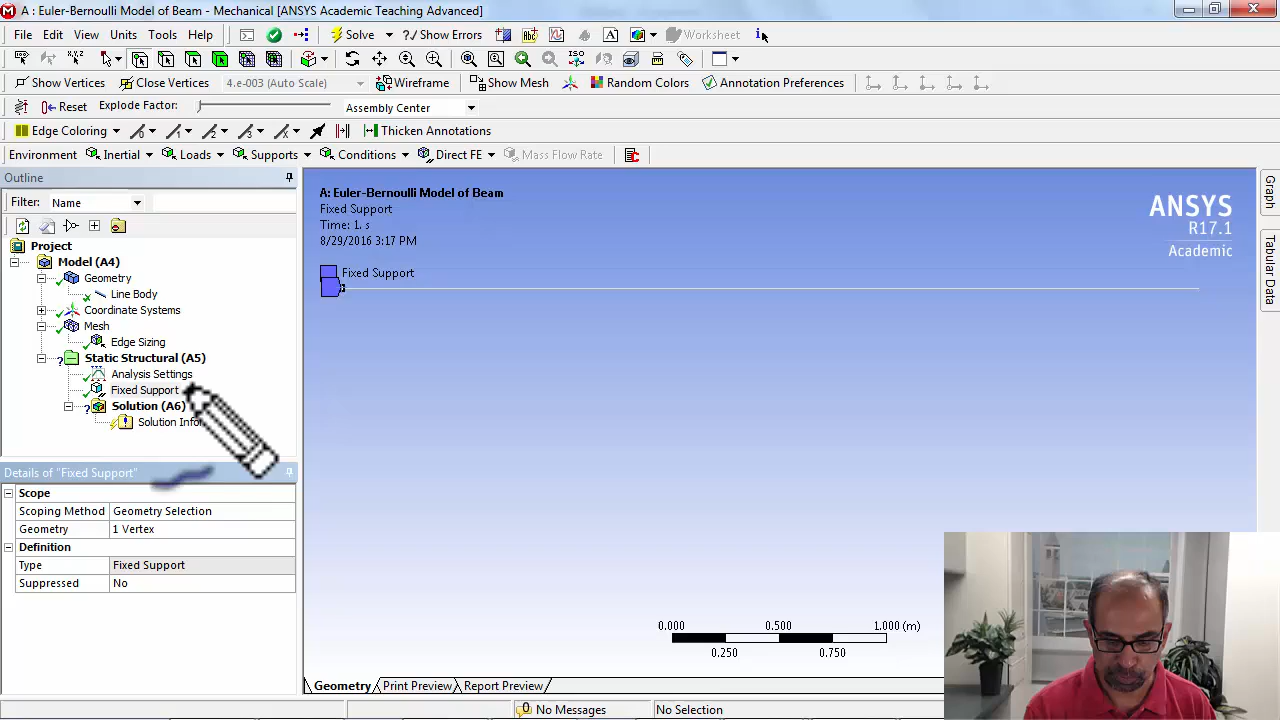 A : Euler-Bernoulli Model of Beam - Mechanical [ANSYS Academic Teaching Advanced]
File Edit View Units Tools Help Solve ?/ Show Errors Worksheet
Show Vertices Close Vertices 4.e-003 (Auto Scale) Wireframe Show Mesh Random Colors Annotation Preferences
Reset Explode Factor: Assembly Center
Edge Coloring Thicken Annotations
Environment Inertial Loads Supports Conditions Direct FE Mass Flow Rate
Outline
Filter: Name
Project
Model (A4)
Geometry
Line Body
Coordinate Systems
Mesh
Edge Sizing
Static Structural (A5)
Analysis Settings
Fixed Support
Solution (A6)
Solution
Details of "Fixed Support"
Scope
Scoping Method Geometry Selection
Geometry 1 Vertex
Definition
Type Fixed Support
Suppressed No
A: Euler-Bernoulli Model of Beam
Fixed Support
Time: 1. s
8/29/2016 3:17 PM
Fixed Support
ANSYS
R17.1
Academic
0.000 0.500 1.000 (m)
0.250 0.750
Geometry Print Preview Report Preview
No Messages No Selection
Graph
Tabular Data